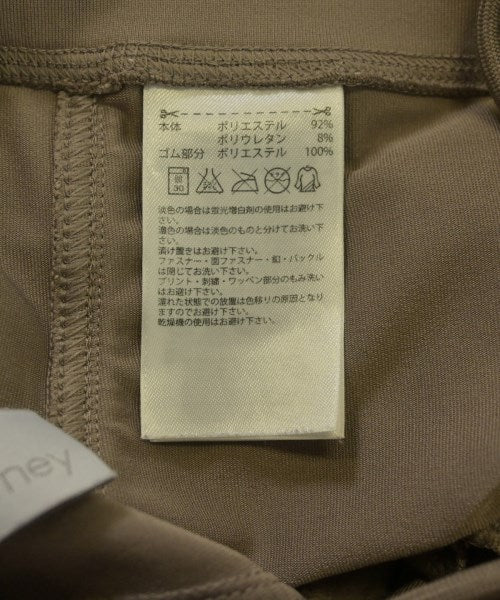 本体 ポリエステル 92%
ポリウレタン 8%
ゴム部分 ポリエステル 100%
弱
30
淡色の場合は蛍光増白剤の使用はお避け下
さい。
濃色の場合は淡色のものと分けてお洗い下
さい。
漬け置きはお避け下さい。
ファスナー・面ファスナー・釦・バックル
は閉じてお洗い下さい。
プリント・刺繍・ワッペン部分のもみ洗い
はお避け下さい。
濡れた状態での放置は色移りの原因となり
ますのでお避け下さい。
乾燥機の使用はお避け下さい。
ney